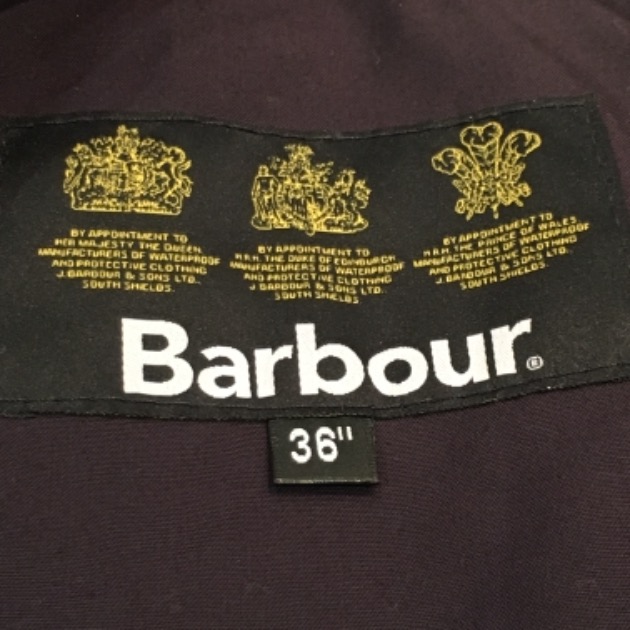 BY APPOINTMENT TO
HER MAJESTY THE QUEEN
MANUFACTURERS OF WATERPROOF
AND PROTECTIVE CLOTHING
J. BARBOUR & SONS LTD.
SOUTH SHIELDS.
BY APPOINTMENT TO
H.R.H. THE DUKE OF EDINBURGH
MANUFACTURERS OF WATERPROOF
AND PROTECTIVE CLOTHING
J. BARBOUR & SONS LTD.
SOUTH SHIELDS
BY APPOINTMENT TO
H.R.H. THE PRINCE OF WALES
MANUFACTURERS OF WATERPROOF
AND PROTECTIVE CLOTHING
J. BARBOUR & SONS LTD.
SOUTH SHIELDS.
Barbour®
36"